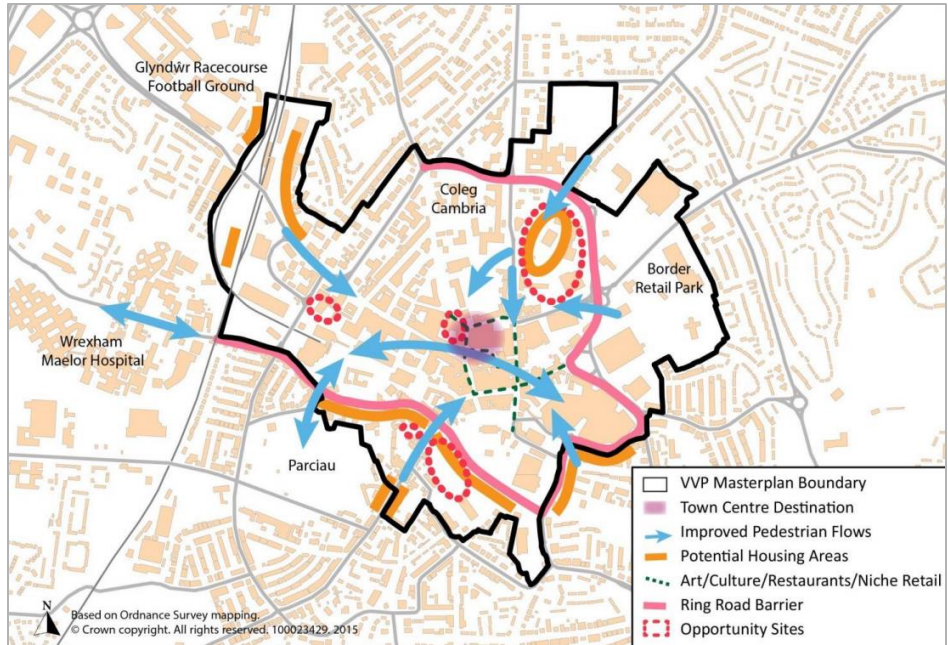 Glyndŵr Racecourse
Football Ground
Coleg
Cambria
Border
Retail Park
Wrexham
Maelor Hospital
Parciau
VVP Masterplan Boundary
Town Centre Destination
Improved Pedestrian Flows
Potential Housing Areas
Art/Culture/Restaurants/Niche Retail
Ring Road Barrier
Opportunity Sites
N
Based on Ordnance Survey mapping.
© Crown copyright. All rights reserved. 100023429. 2015